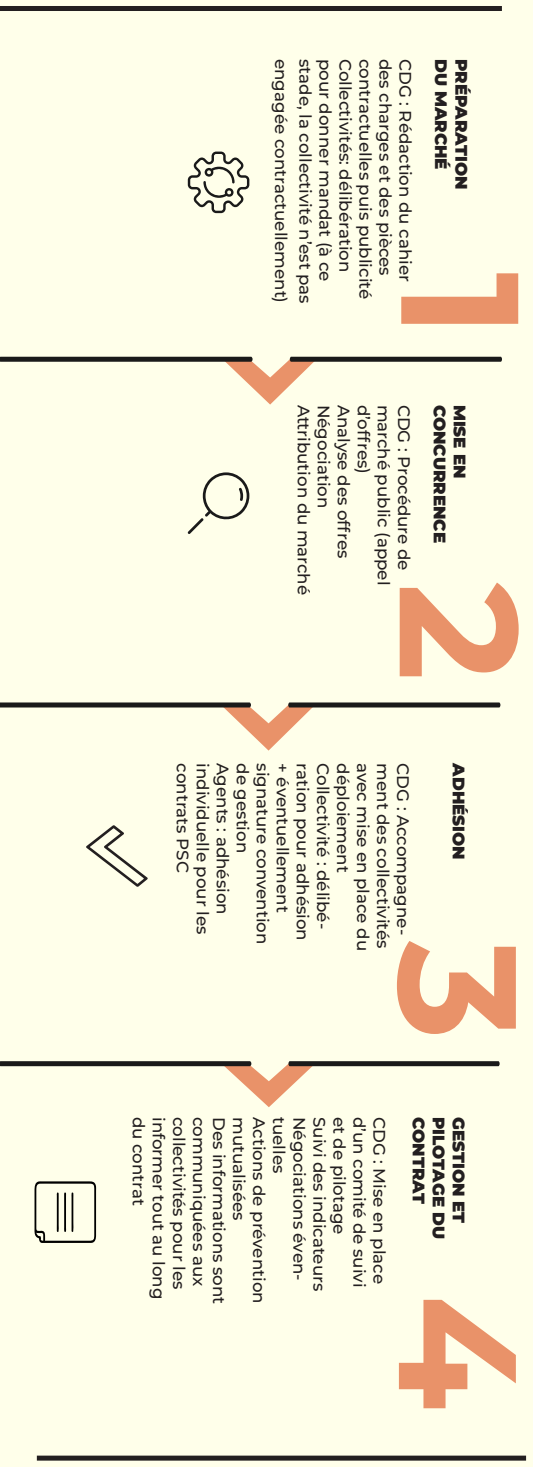 1
PRÉPARATION
DU MARCHÉ
CDG : Rédaction du cahier
des charges et des pièces
contractuelles puis publicité
Collectivités: délibération
pour donner mandat (à ce
stade, la collectivité n'est pas
engagée contractuellement)
2
MISE EN
CONCURRENCE
CDG : Procédure de
marché public (appel
d'offres)
Analyse des offres
Négociation
Attribution du marché
3
ADHÉSION
CDG : Accompagne-
ment des collectivités
avec mise en place du
déploiement
Collectivité : délibé-
ration pour adhésion
+ éventuellement
signature convention
de gestion
Agents : adhésion
individuelle pour les
contrats PSC
4
GESTION ET
PILOTAGE DU
CONTRAT
CDG : Mise en place
d'un comité de suivi
et de pilotage
Suivi des indicateurs
Négociations éven-
tuelles
Actions de prévention
mutualisées
Des informations sont
communiquées aux
collectivités pour les
informer tout au long
du contrat